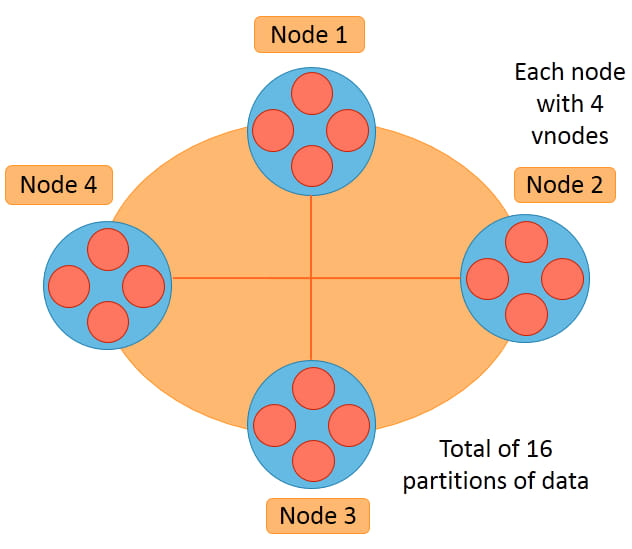 Node 1
Each node
with 4
vnodes
Node 4
Node 2
Total of 16
partitions of data
Node 3